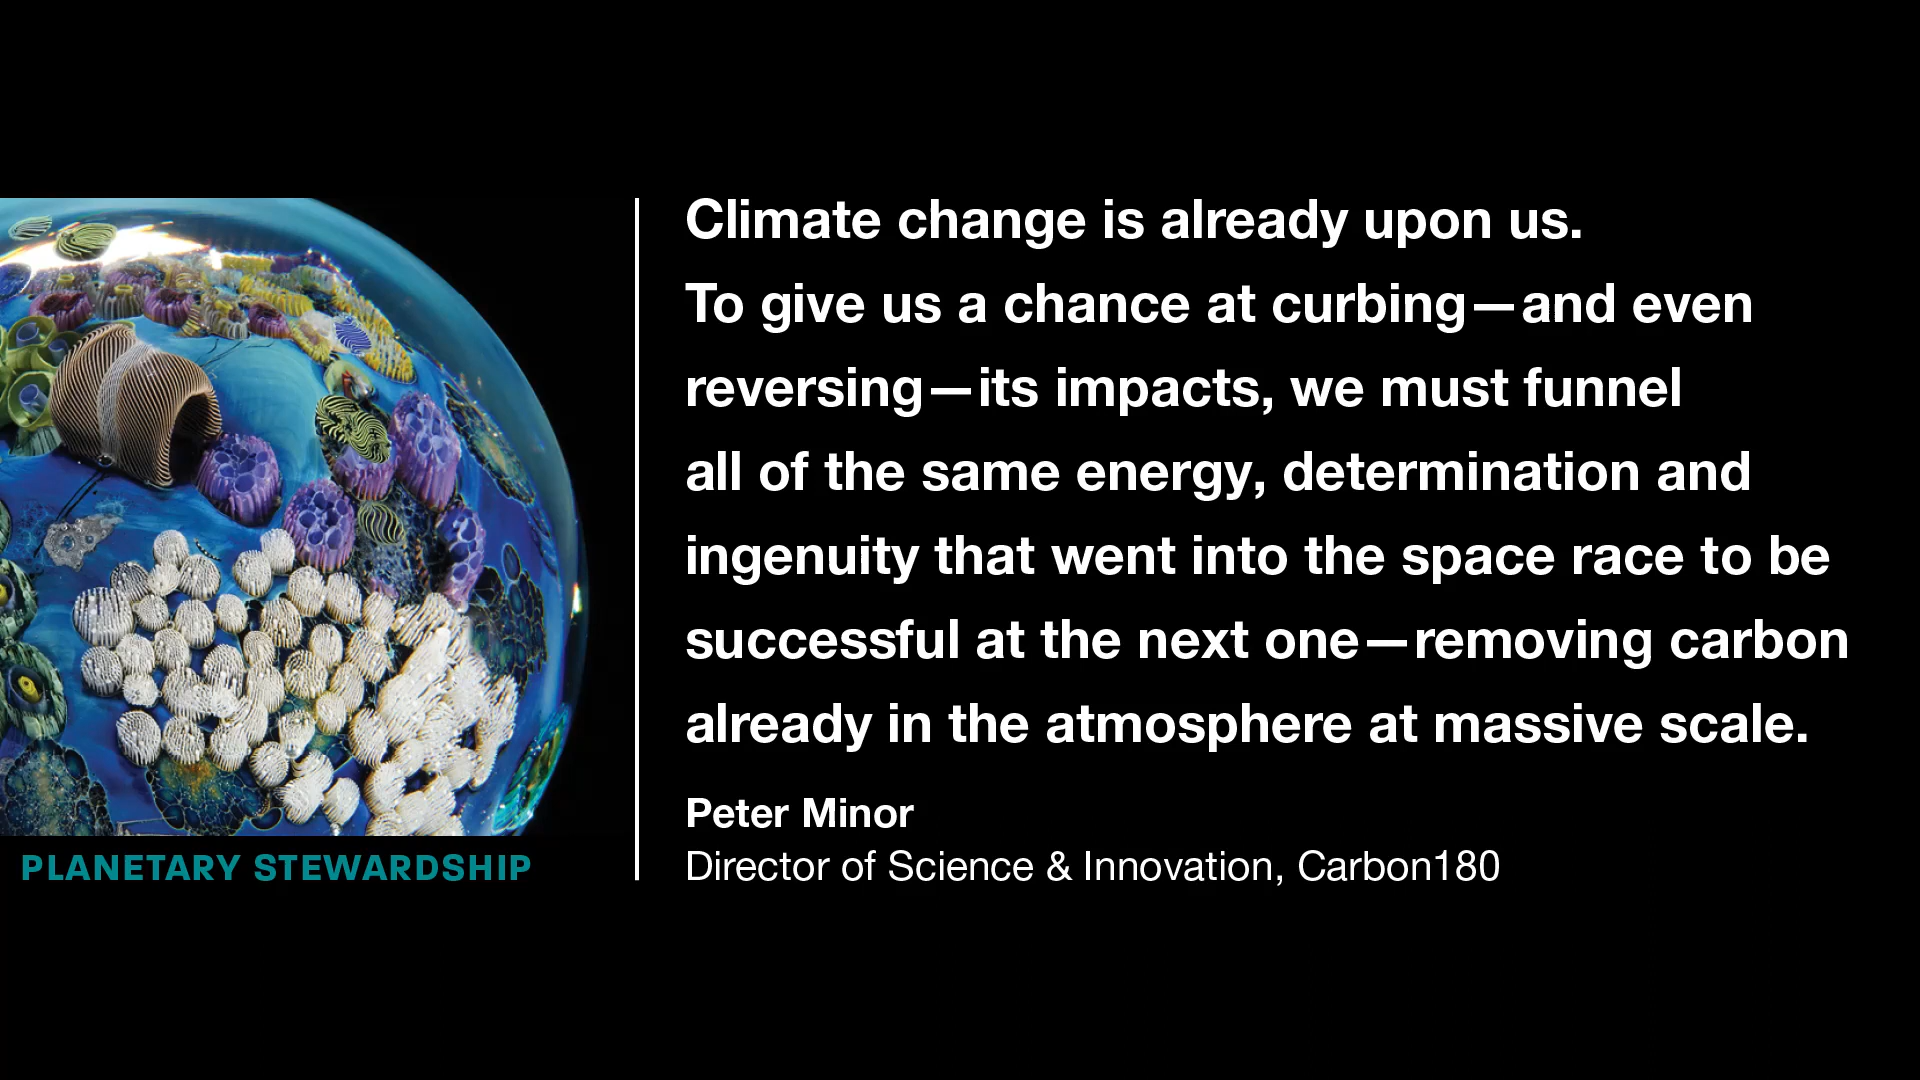 Climate change is already upon us.
To give us a chance at curbing—and even
reversing—its impacts, we must funnel
all of the same energy, determination and
ingenuity that went into the space race to be
successful at the next one—removing carbon
already in the atmosphere at massive scale.
Peter Minor
Director of Science & Innovation, Carbon180
PLANETARY STEWARDSHIP